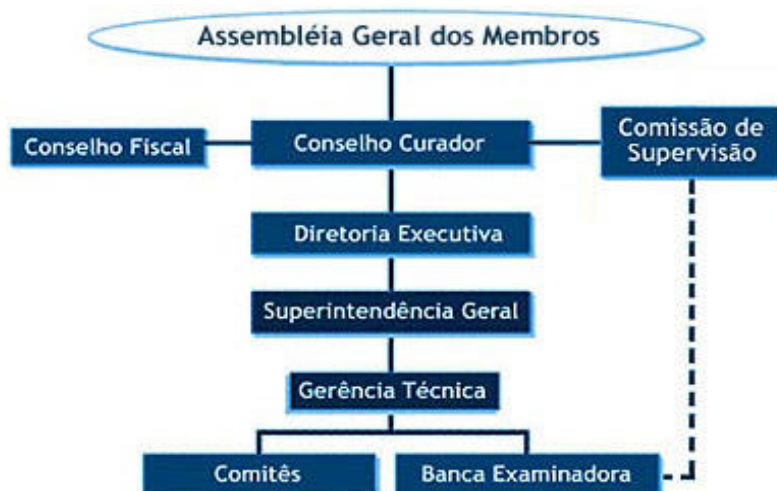 Assembléia Geral dos Membros
Conselho Fiscal
Conselho Curador
Comissão de
Supervisão
Diretoria Executiva
Superintendência Geral
Gerência Técnica
Comitês
Banca Examinadora